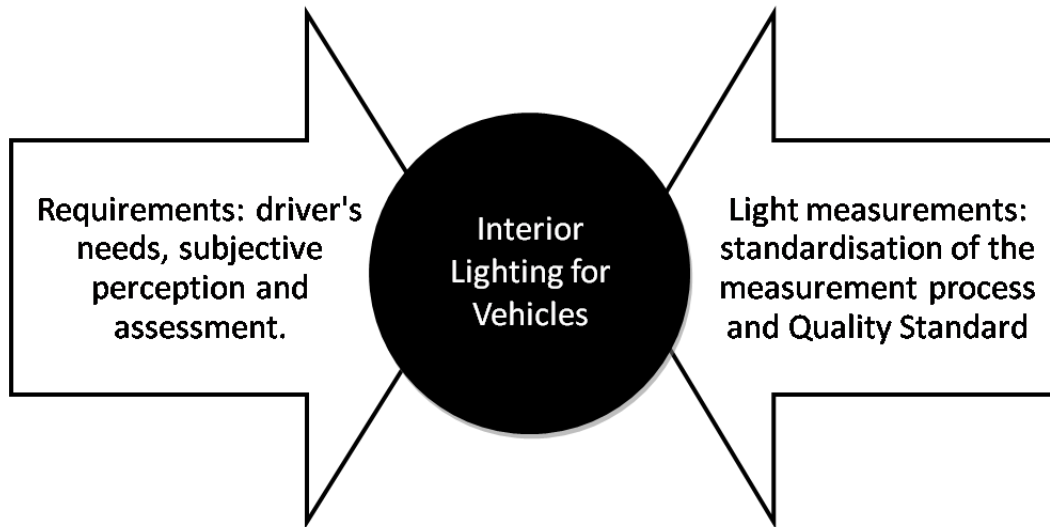 Requirements: driver's
needs, subjective
perception and
assessment.
Interior
Lighting for
Vehicles
Light measurements:
standardisation of the
measurement process
and Quality Standard